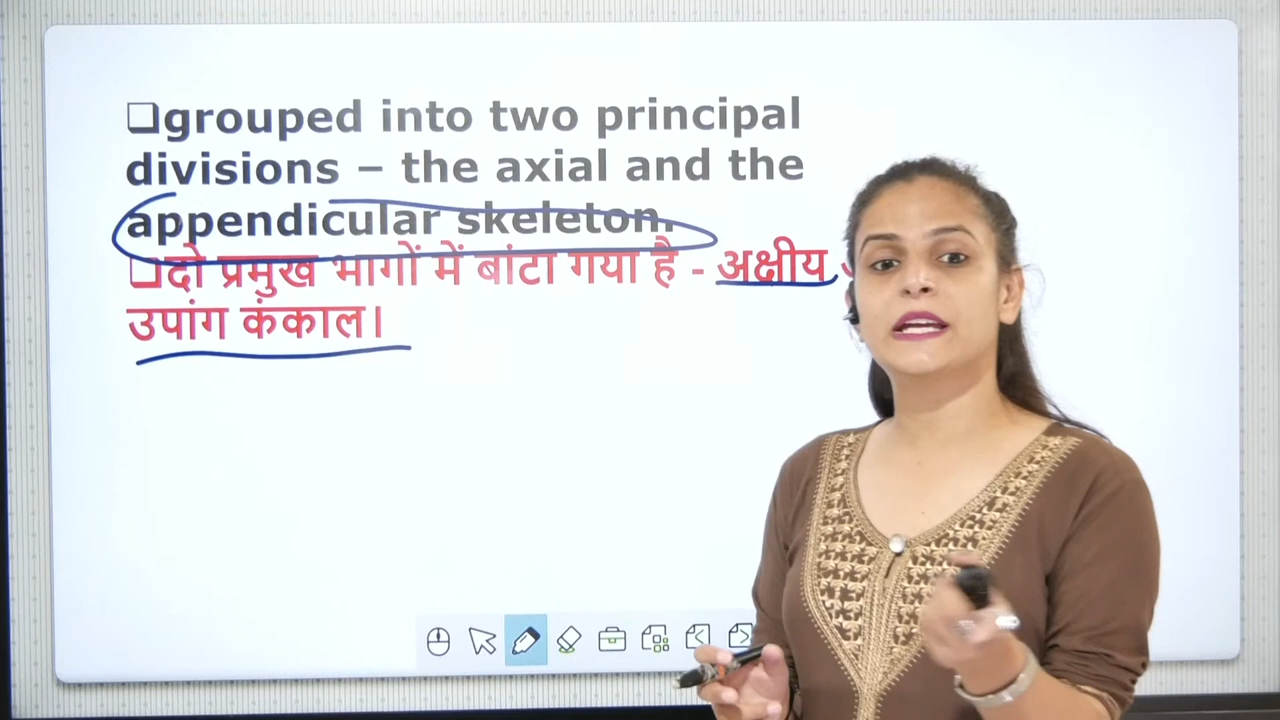 ❑grouped into two principal
divisions – the axial and the
appendicular skeleton.
❑दो प्रमुख भागों में बांटा गया है - अक्षीय
उपांग कंकाल।